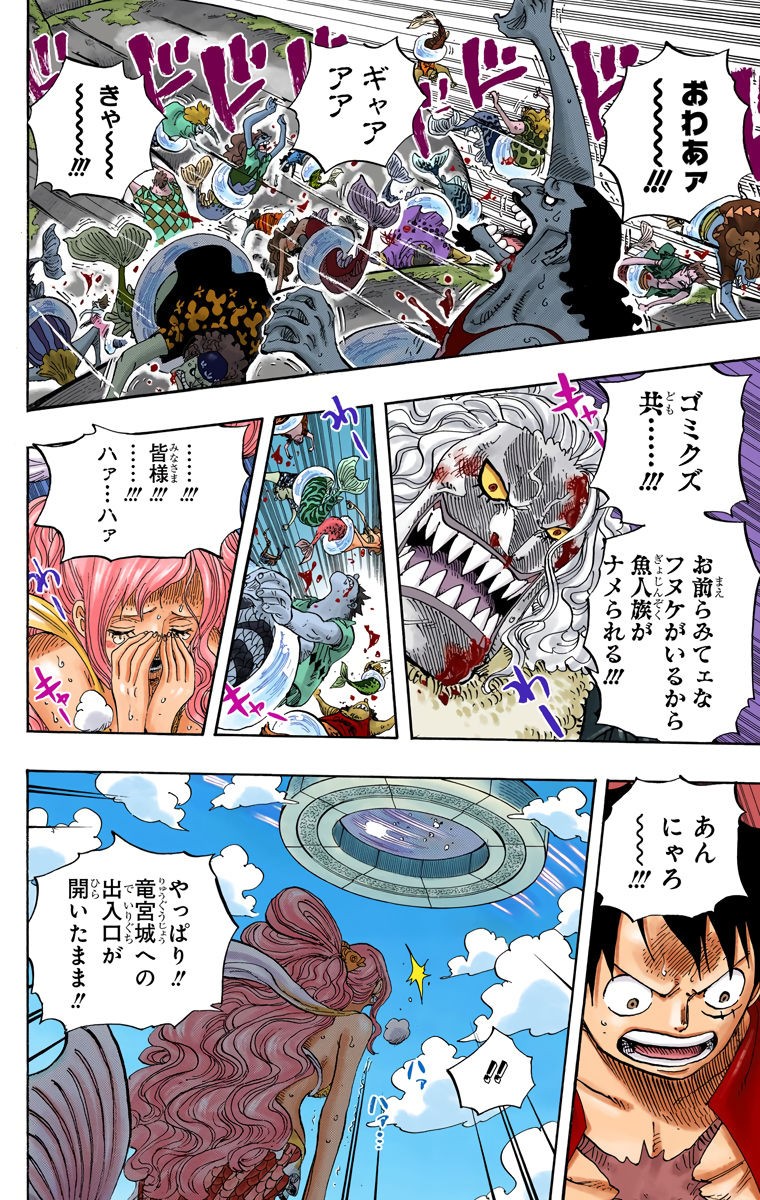 おわあァ
〜〜〜!!!
ギャア
アァ
きゃ〜
〜〜〜!!!
ドドドドドド
ゴミクズ
共……!!!
お前らみてェな
フヌケがいるから
魚人族が
ナメられる!!!
キャー
わー
わー
キャー
………!!!
皆様…!!!
………!!!
ハァ…ハァ
わー
キャー
あん
にゃろ
〜〜〜!!!
!!
やっぱり!!
竜宮城への
出入口が
開いたまま!!
ハァ
ハァ…